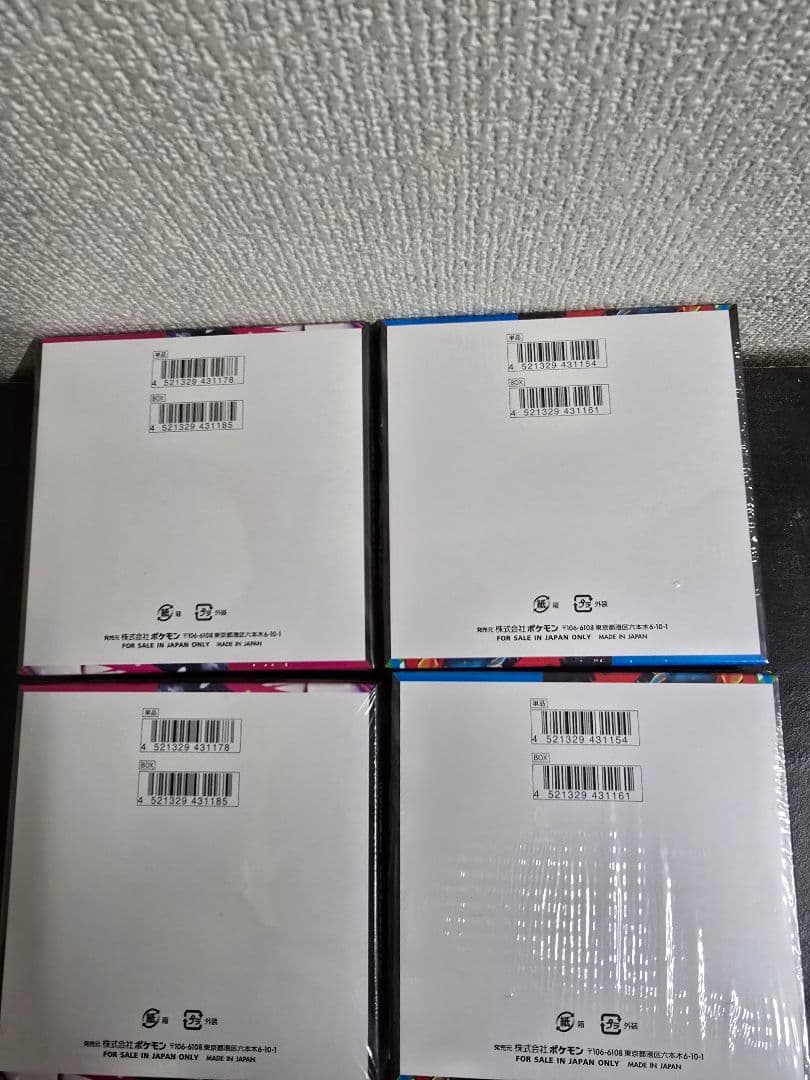 単品
4 521329 431178
BOX
4 521329 431185
紙 箱 プラ 外装
発売元 株式会社ポケモン 〒106-6108 東京都港区六本木6-10-1
FOR SALE IN JAPAN ONLY MADE IN JAPAN
単品
4 521329 431154
BOX
4 521329 431161
紙 箱 プラ 外装
発売元 株式会社ポケモン 〒106-6108 東京都港区六本木6-10-1
FOR SALE IN JAPAN ONLY MADE IN JAPAN
単品
4 521329 431178
BOX
4 521329 431185
紙 箱 プラ 外装
発売元 株式会社ポケモン 〒106-6108 東京都港区六本木6-10-1
FOR SALE IN JAPAN ONLY MADE IN JAPAN
単品
4 521329 431154
BOX
4 521329 431161
紙 箱 プラ 外装
発売元 株式会社ポケモン 〒106-6108 東京都港区六本木6-10-1
FOR SALE IN JAPAN ONLY MADE IN JAPAN